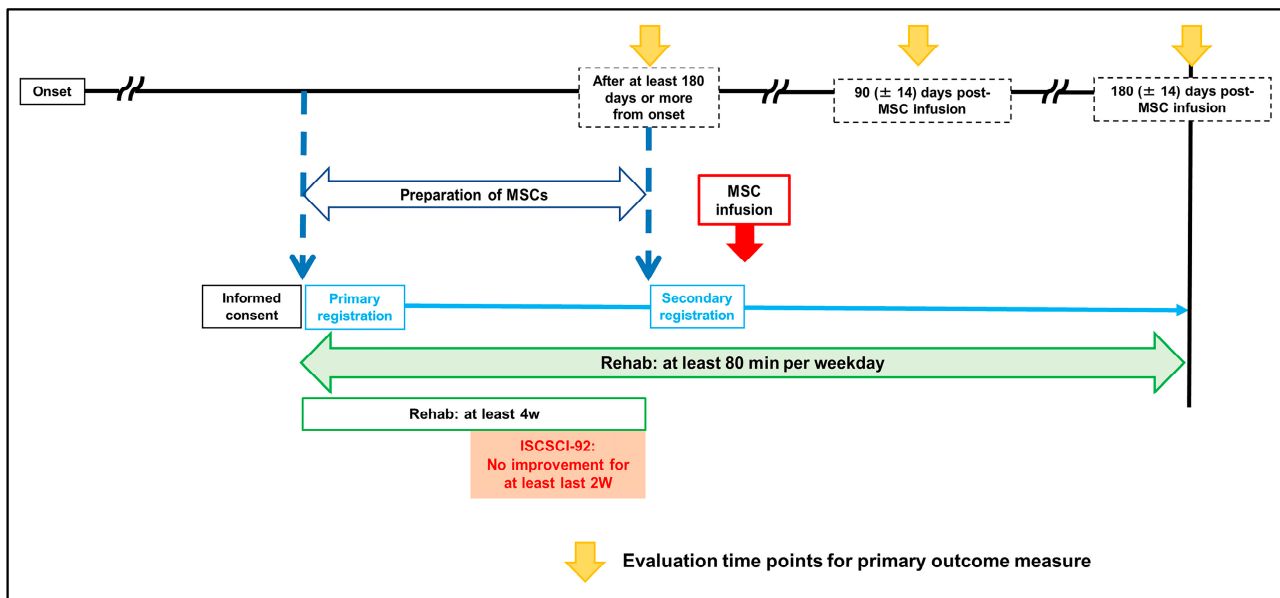 Onset
After at least 180
days or more
from onset
90 (± 14) days post-
MSC infusion
180 (± 14) days post-
MSC infusion
Preparation of MSCs
MSC
infusion
Informed
consent
Primary
registration
Secondary
registration
Rehab: at least 80 min per weekday
Rehab: at least 4w
ISCSCI-92:
No improvement for
at least last 2W
Evaluation time points for primary outcome measure